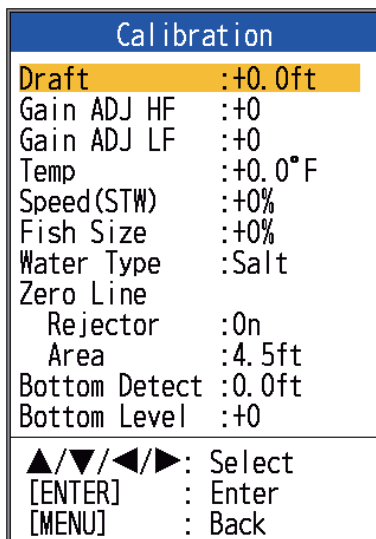 Calibration
Draft :+0.0ft
Gain ADJ HF :+0
Gain ADJ LF :+0
Temp :+0.0°F
Speed(STW) :+0%
Fish Size :+0%
Water Type :Salt
Zero Line
Rejector :On
Area :4.5ft
Bottom Detect :0.0ft
Bottom Level :+0
▲/▼/◀/▶: Select
[ENTER] : Enter
[MENU] : Back